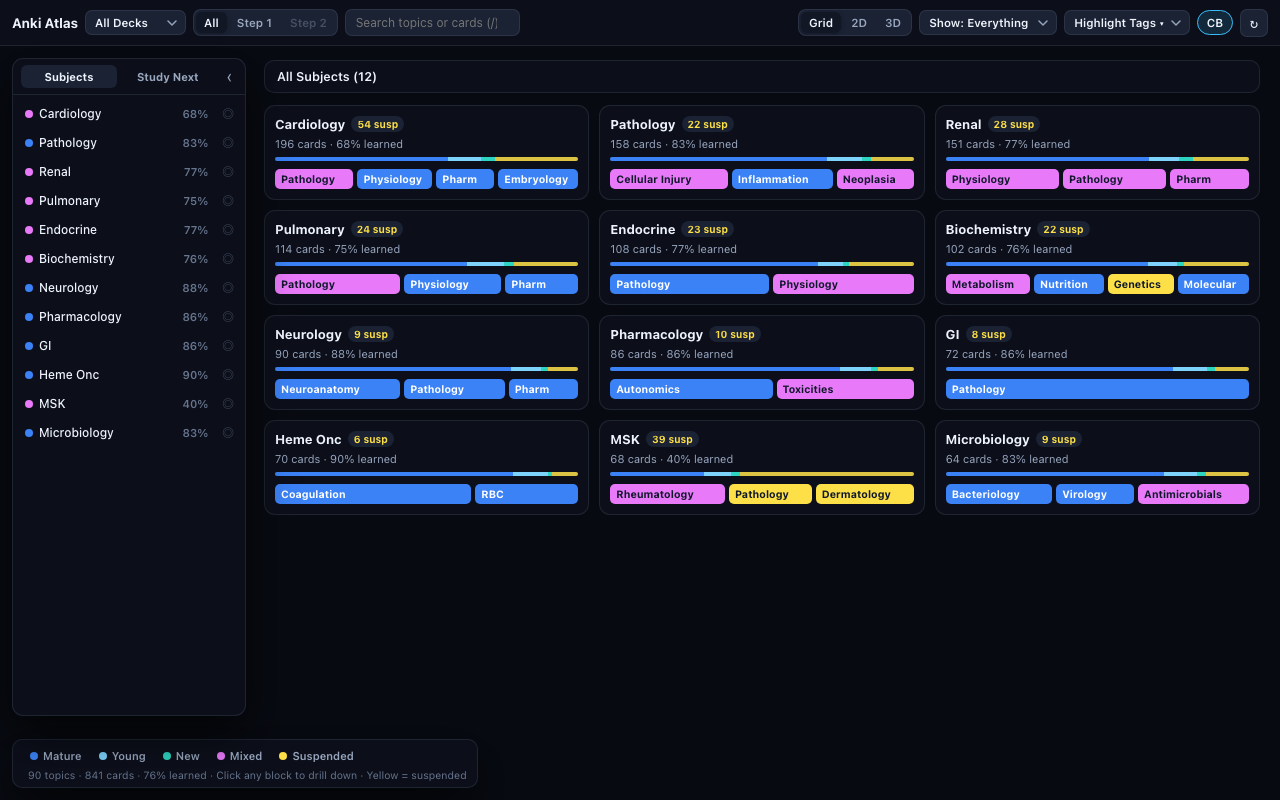 Anki Atlas All Decks All Step 1 Step 2 Search topics or cards (/) Grid 2D 3D Show: Everything Highlight Tags CB ↻
Subjects Study Next ‹
Cardiology 68%
Pathology 83%
Renal 77%
Pulmonary 75%
Endocrine 77%
Biochemistry 76%
Neurology 88%
Pharmacology 86%
GI 86%
Heme Onc 90%
MSK 40%
Microbiology 83%
All Subjects (12)
Cardiology 54 susp
196 cards · 68% learned
Pathology Physiology Pharm Embryology
Pathology 22 susp
158 cards · 83% learned
Cellular Injury Inflammation Neoplasia
Renal 28 susp
151 cards · 77% learned
Physiology Pathology Pharm
Pulmonary 24 susp
114 cards · 75% learned
Pathology Physiology Pharm
Endocrine 23 susp
108 cards · 77% learned
Pathology Physiology
Biochemistry 22 susp
102 cards · 76% learned
Metabolism Nutrition Genetics Molecular
Neurology 9 susp
90 cards · 88% learned
Neuroanatomy Pathology Pharm
Pharmacology 10 susp
86 cards · 86% learned
Autonomics Toxicities
GI 8 susp
72 cards · 86% learned
Pathology
Heme Onc 6 susp
70 cards · 90% learned
Coagulation RBC
MSK 39 susp
68 cards · 40% learned
Rheumatology Pathology Dermatology
Microbiology 9 susp
64 cards · 83% learned
Bacteriology Virology Antimicrobials
Mature Young New Mixed Suspended
90 topics · 841 cards · 76% learned · Click any block to drill down · Yellow = suspended